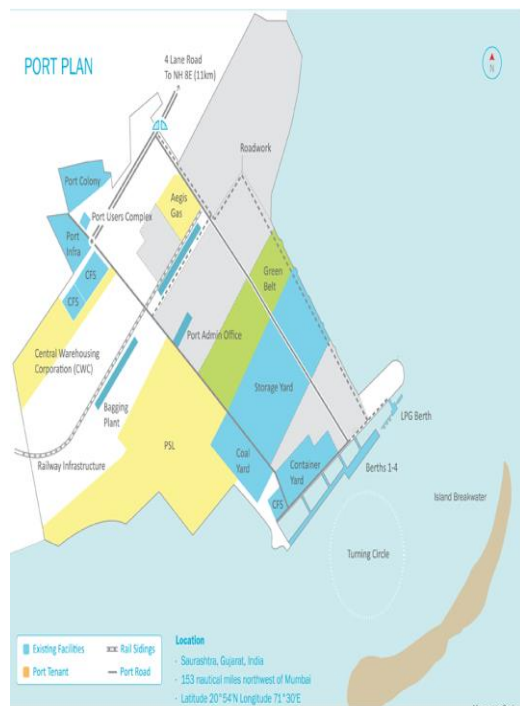 PORT PLAN
4 Lane Road
To NH 8E (11km)
N
Roadwork
Port Colony
Aegis
Gas
Port Users Complex
Port
Infra
CFS
CFS
Green
Belt
Port Admin Office
Central Warehousing
Corporation (CWC)
Storage Yard
Bagging
Plant
LPG Berth
PSL
Coal
Yard
Container
Yard
Railway Infrastructure
Berths 1-4
Island Breakwater
CFS
Turning Circle
Existing Facilities
Rail Sidings
Port Tenant
Port Road
Location
- Saurashtra, Gujarat, India
- 153 nautical miles northwest of Mumbai
- Latitude 20°54'N Longitude 71°30'E